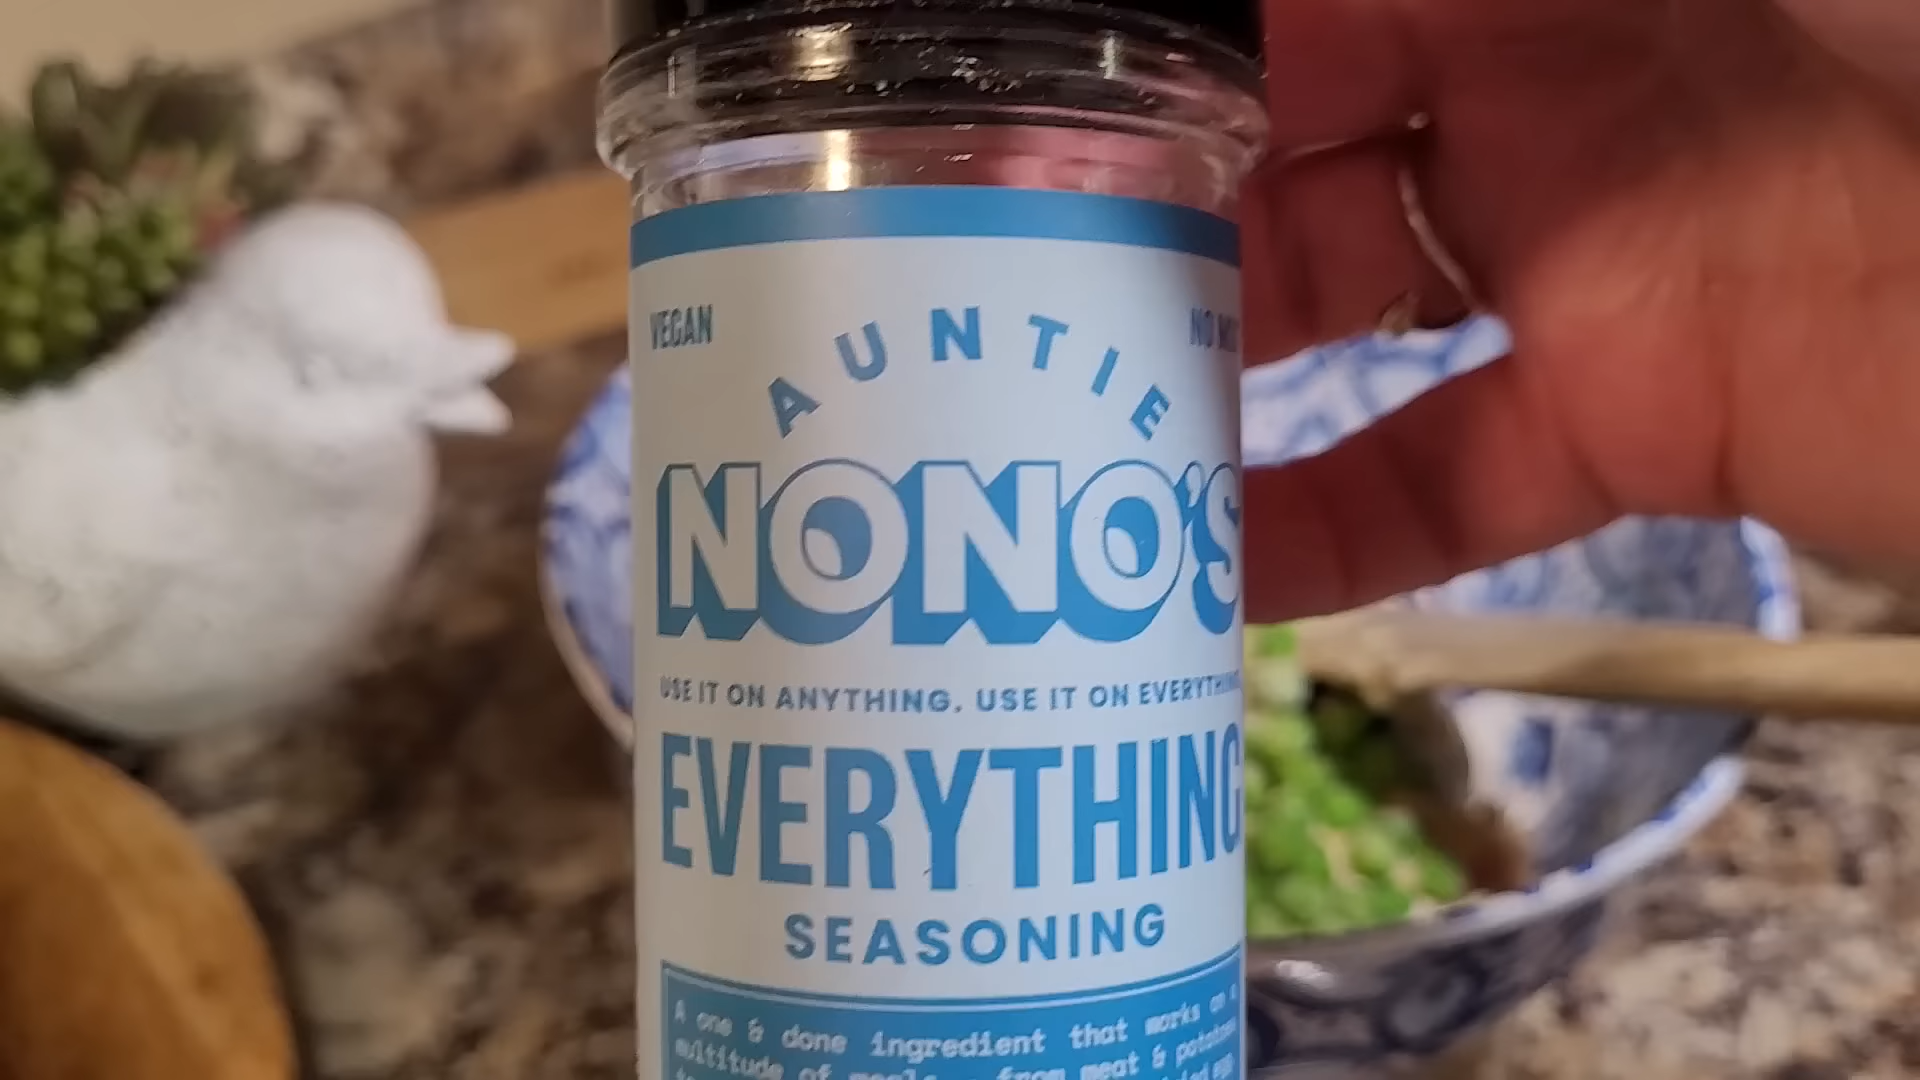 VEGAN
NO
AUNTIE
NONO'S
USE IT ON ANYTHING. USE IT ON EVERYTHING
EVERYTHING
SEASONING
A one & done ingredient that works on a
multitude of meals from meat & potatoes